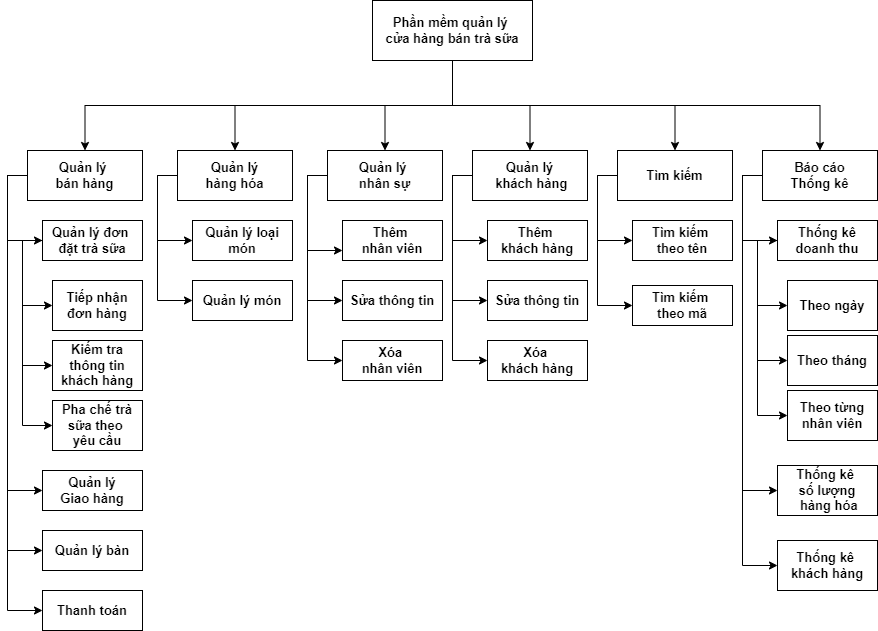 Phần mềm quản lý
cửa hàng bán trà sữa
Quản lý
bán hàng
Quản lý
hàng hóa
Quản lý
nhân sự
Quản lý
khách hàng
Tìm kiếm
Báo cáo
Thống kê
Quản lý đơn
đặt trà sữa
Tiếp nhận
đơn hàng
Kiểm tra
thông tin
khách hàng
Pha chế trà
sữa theo
yêu cầu
Quản lý
Giao hàng
Quản lý bàn
Thanh toán
Quản lý loại
món
Quản lý món
Thêm
nhân viên
Sửa thông tin
Xóa
nhân viên
Thêm
khách hàng
Sửa thông tin
Xóa
khách hàng
Tìm kiếm
theo tên
Tìm kiếm
theo mã
Thống kê
doanh thu
Theo ngày
Theo tháng
Theo từng
nhân viên
Thống kê
số lượng
hàng hóa
Thống kê
khách hàng